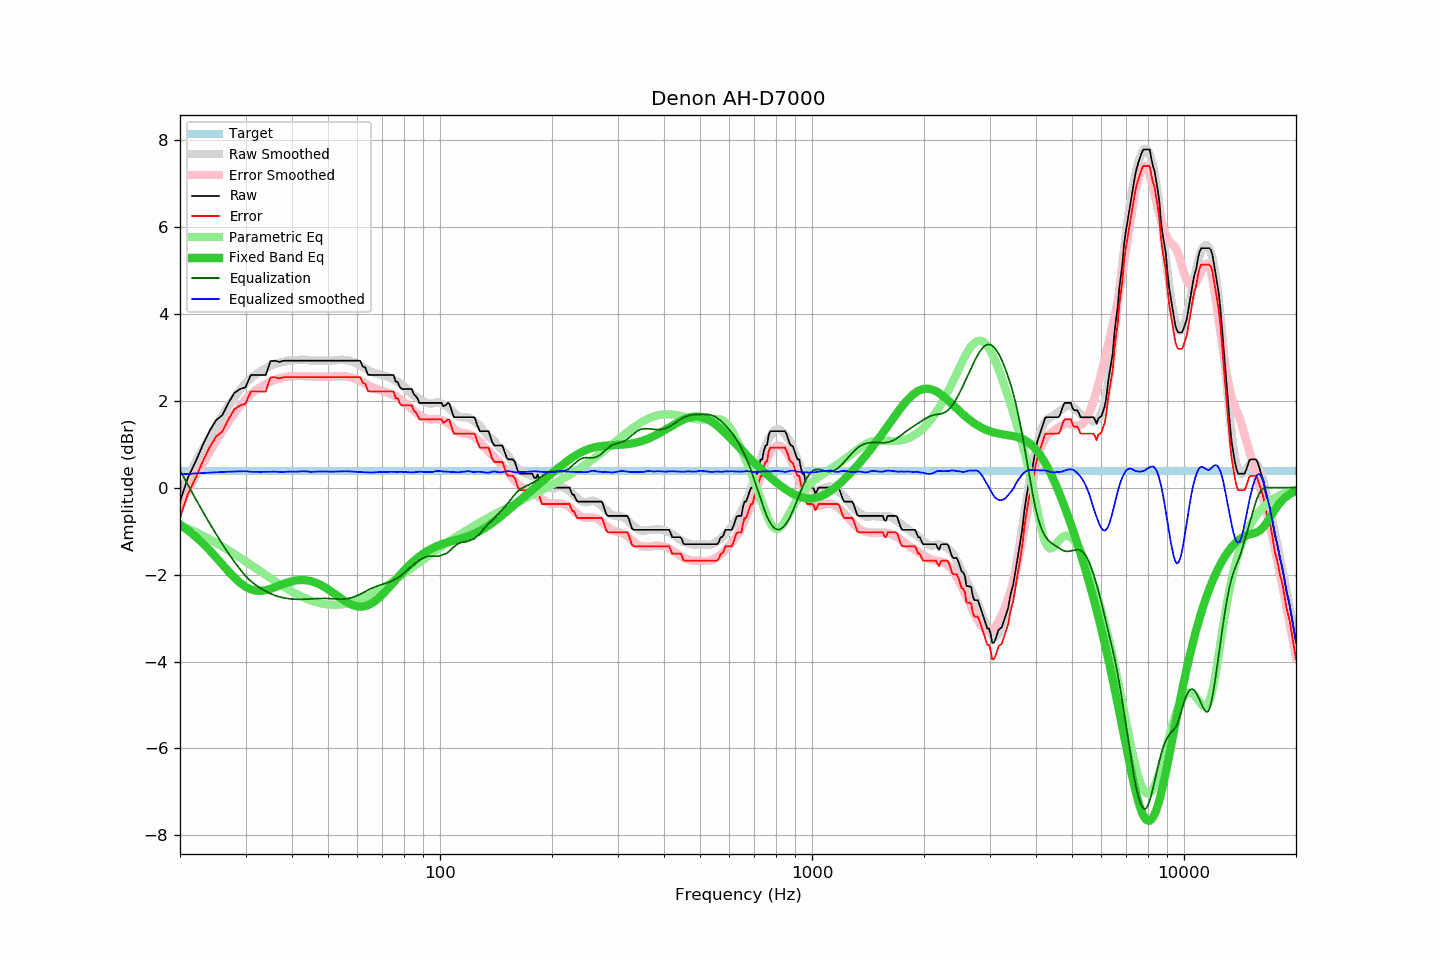 Denon AH-D7000
Target
Raw Smoothed
Error Smoothed
Raw
Error
Parametric Eq
Fixed Band Eq
Equalization
Equalized smoothed
8
6
4
2
0
−2
−4
−6
−8
Amplitude (dBr)
100
1000
10000
Frequency (Hz)